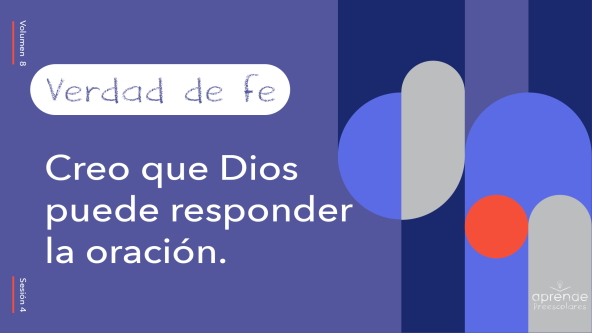 Volumen 8
Verdad de fe
Creo que Dios
puede responder
la oración.
Sesión 4
aprende
Preescolares